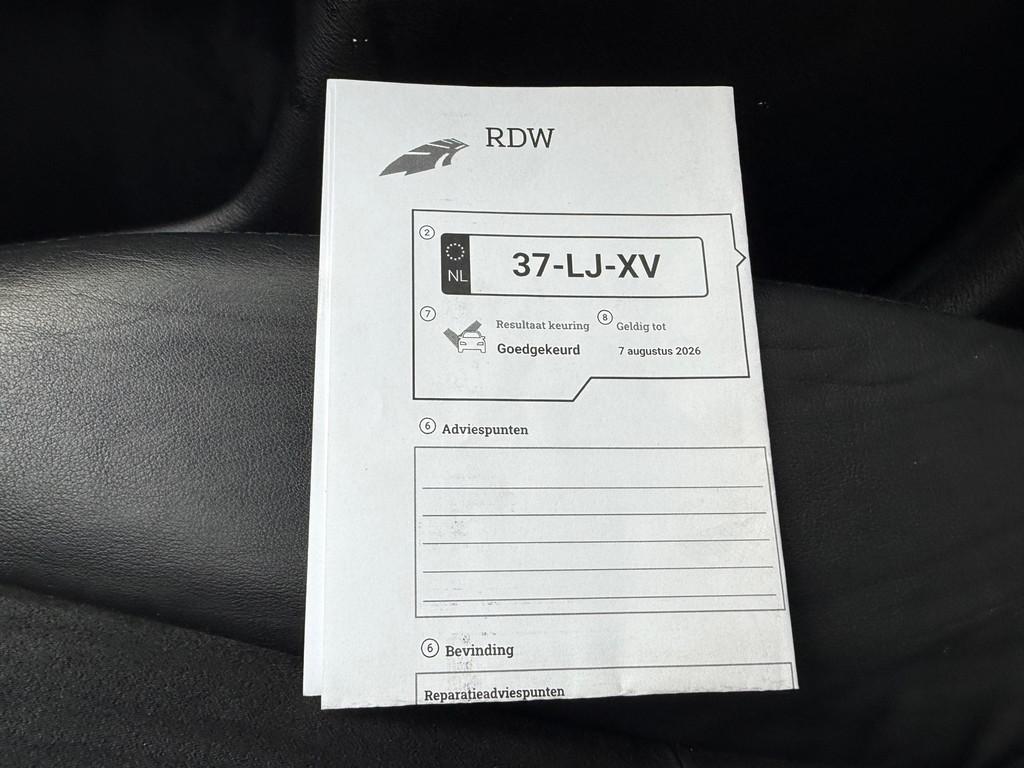 RDW
2
NL
37-LJ-XV
7
Resultaat keuring
Goedgekeurd
8
Geldig tot
7 augustus 2026
6 Adviespunten
6 Bevinding
Reparatieadviespunten